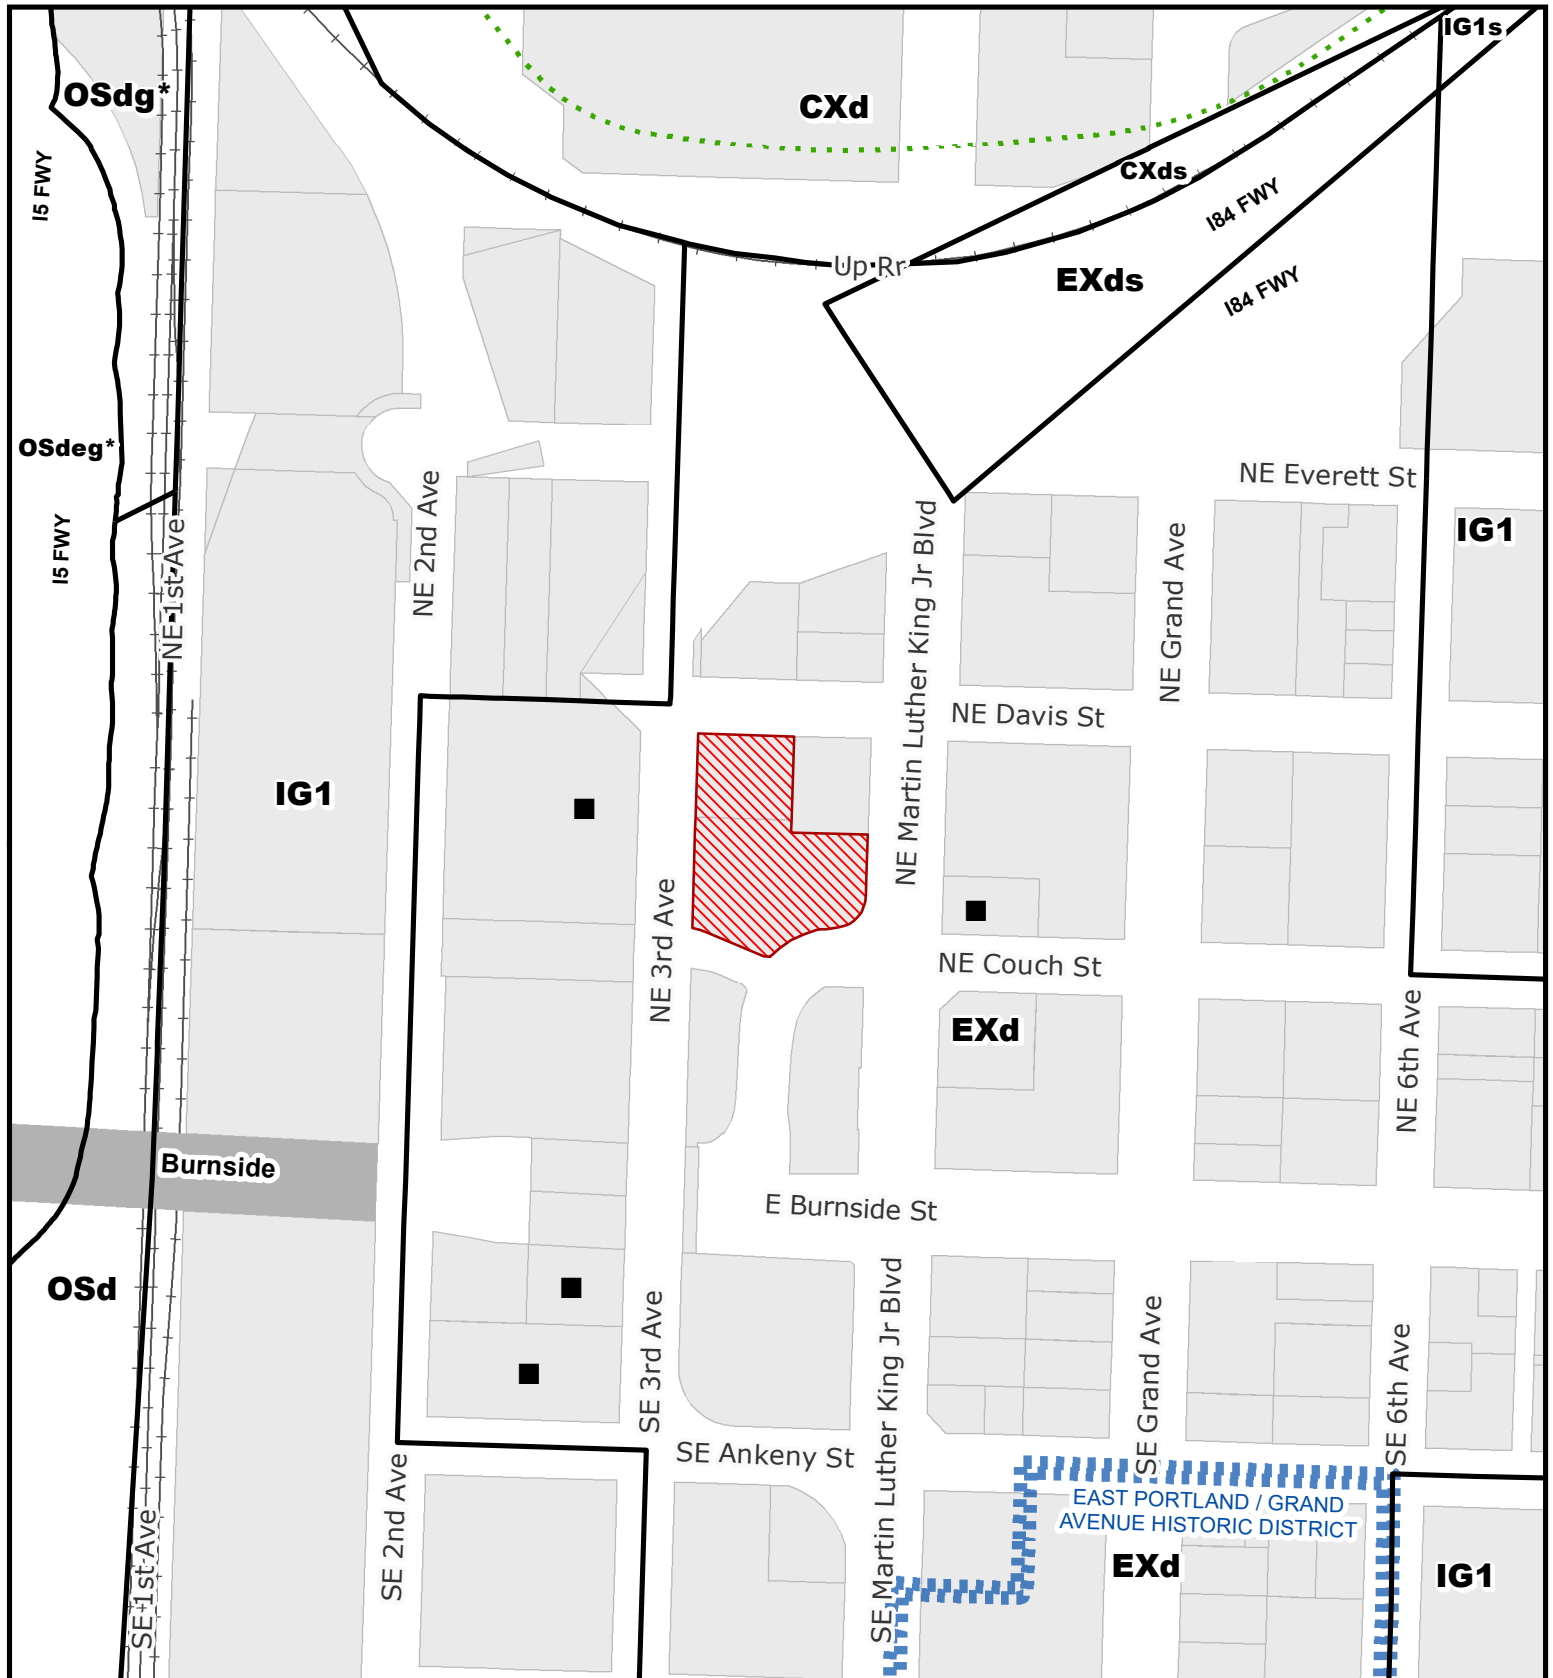 IG1s
OSdg*
CXd
I5 FWY
CXds
I84 FWY
Up Rr
EXds
I84 FWY
OSdeg*
NE Everett St
IG1
I5 FWY
NE 1st Ave
NE 2nd Ave
NE Martin Luther King Jr Blvd
NE Grand Ave
NE Davis St
IG1
NE 3rd Ave
NE Couch St
EXd
NE 6th Ave
Burnside
E Burnside St
OSd
SE 3rd Ave
SE Martin Luther King Jr Blvd
SE Grand Ave
SE 6th Ave
SE Ankeny St
SE 2nd Ave
SE 1st Ave
EAST PORTLAND / GRAND
AVENUE HISTORIC DISTRICT
EXd
IG1